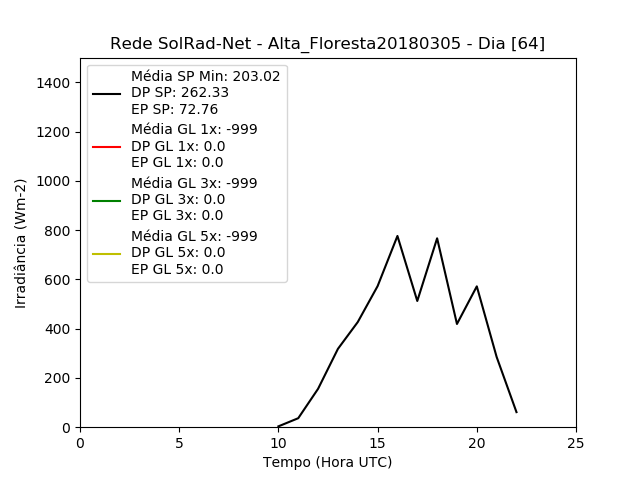 Rede SolRad-Net - Alta_Floresta20180305 - Dia [64]
Média SP Min: 203.02
DP SP: 262.33
EP SP: 72.76
Média GL 1x: -999
DP GL 1x: 0.0
EP GL 1x: 0.0
Média GL 3x: -999
DP GL 3x: 0.0
EP GL 3x: 0.0
Média GL 5x: -999
DP GL 5x: 0.0
EP GL 5x: 0.0
Irradiância (Wm-2)
1400
1200
1000
800
600
400
200
0
0 5 10 15 20 25
Tempo (Hora UTC)